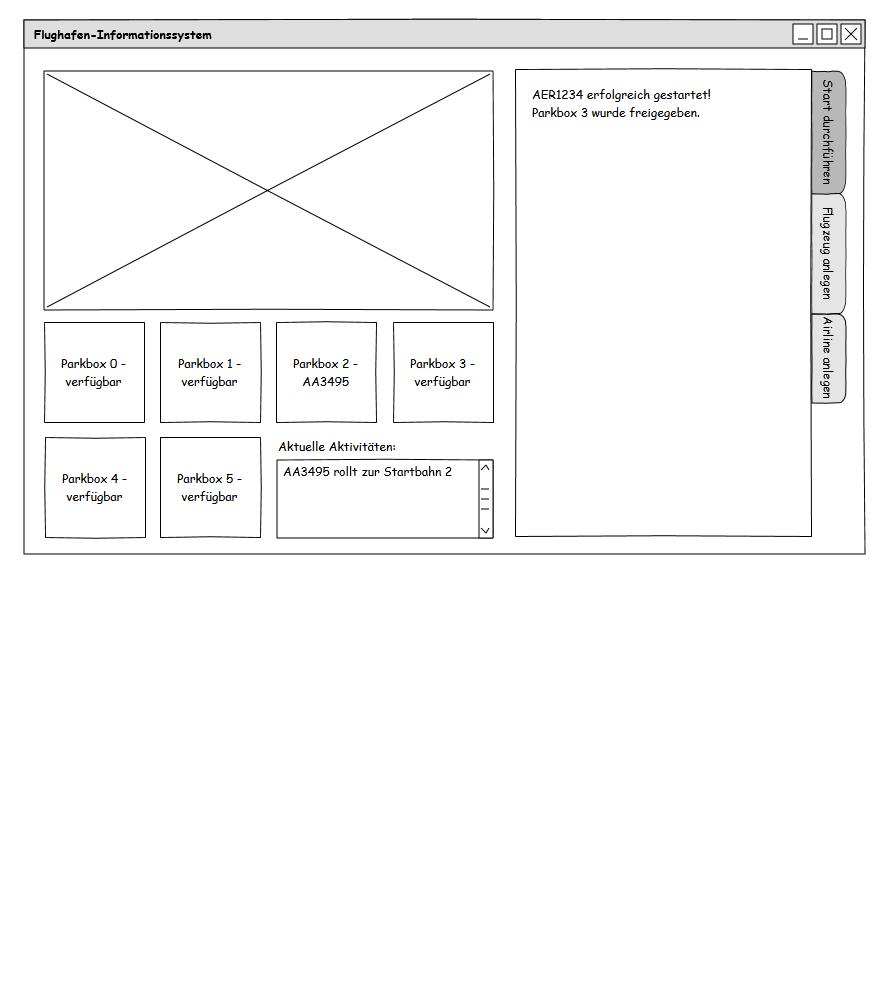 Flughafen-Informationssystem
AER1234 erfolgreich gestartet!
Parkbox 3 wurde freigegeben.
Start durchführen
Flugzeug anlegen
Airline anlegen
Parkbox 0 -
verfügbar
Parkbox 1 -
verfügbar
Parkbox 2 -
AA3495
Parkbox 3 -
verfügbar
Parkbox 4 -
verfügbar
Parkbox 5 -
verfügbar
Aktuelle Aktivitäten:
AA3495 rollt zur Startbahn 2